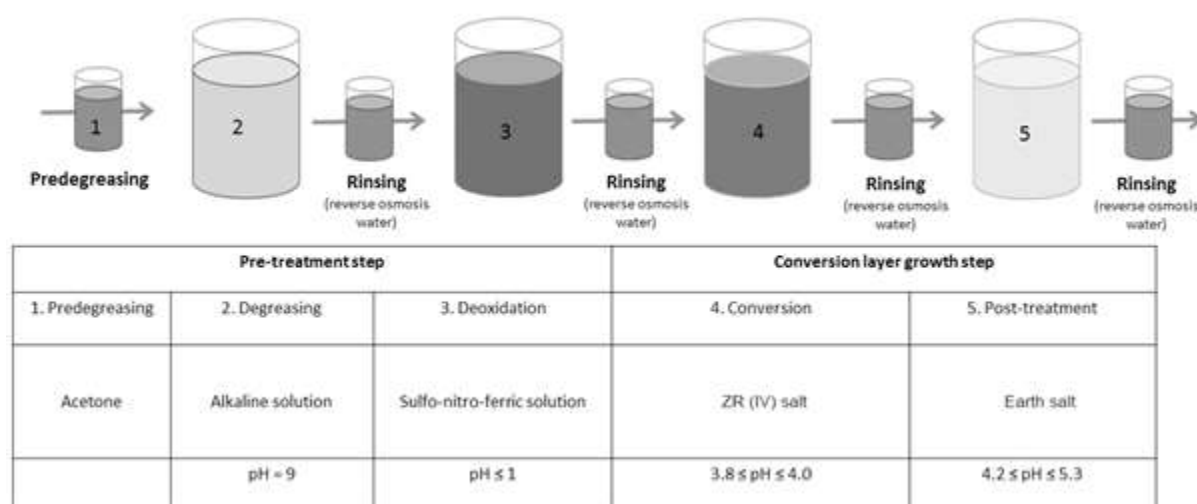 1
2
3
4
5
Predegreasing
Rinsing
(reverse osmosis
water)
Rinsing
(reverse osmosis
water)
Rinsing
(reverse osmosis
water)
Rinsing
(reverse osmosis
water)
Pre-treatment step
Conversion layer growth step
1. Predegreasing
2. Degreasing
3. Deoxidation
4. Conversion
5. Post-treatment
Acetone
Alkaline solution
Sulfo-nitro-ferric solution
ZR (IV) salt
Earth salt
pH = 9
pH ≤ 1
3.8 ≤ pH ≤ 4.0
4.2 ≤ pH ≤ 5.3